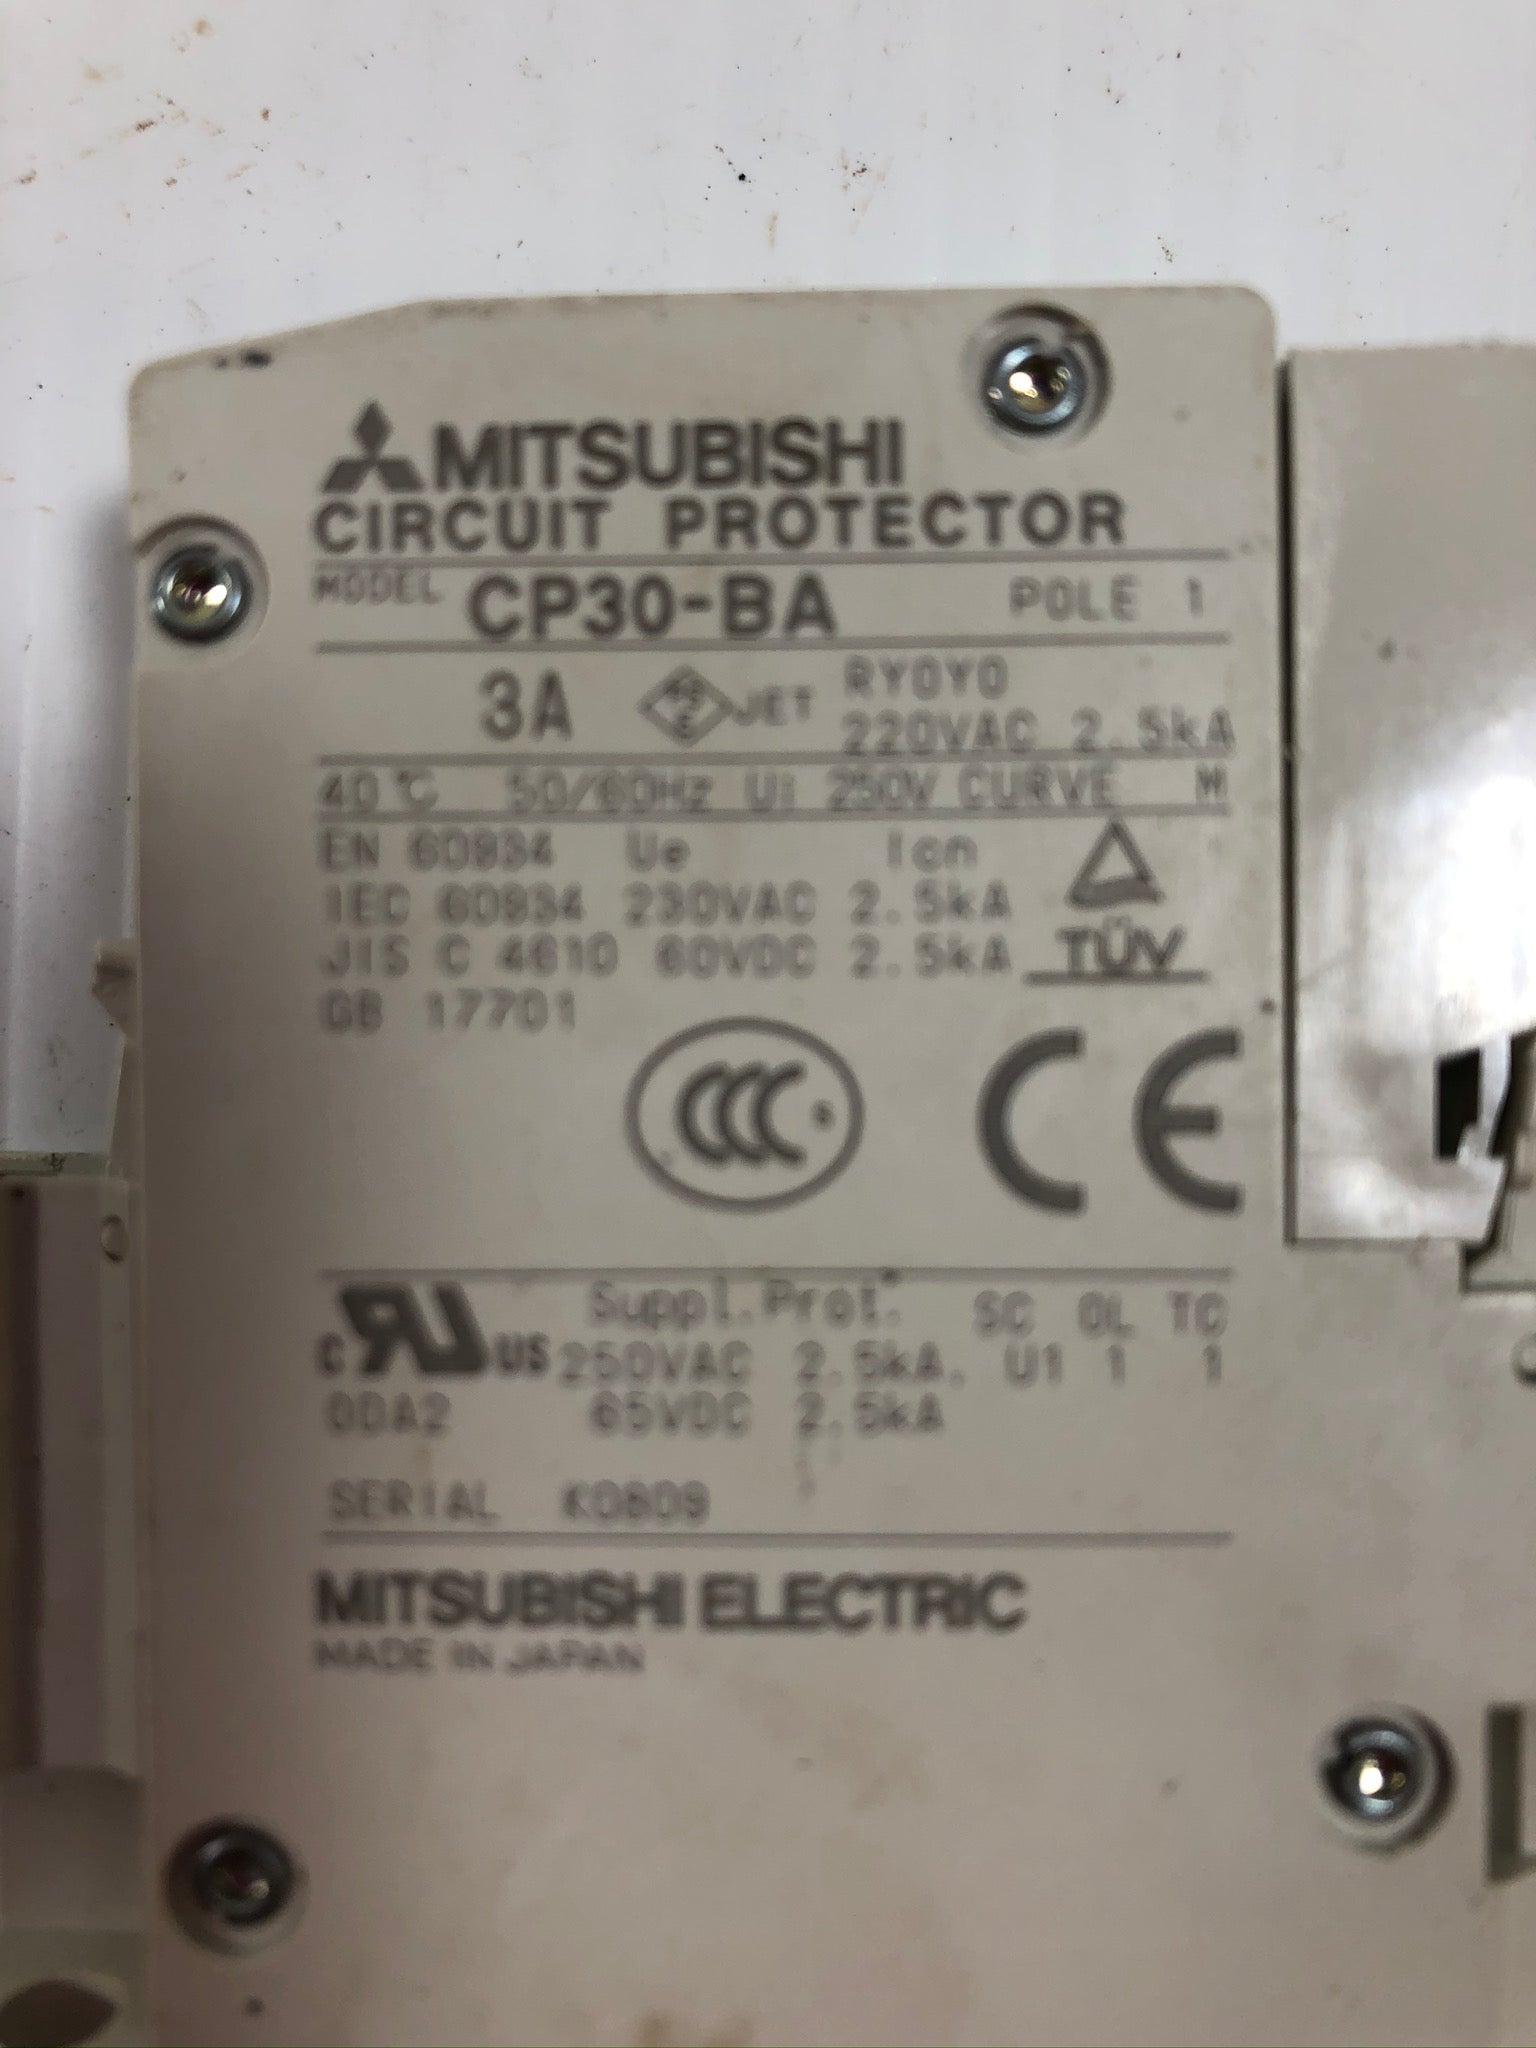 MITSUBISHI
CIRCUIT PROTECTOR
MODEL CP30-BA POLE 1
3A JET RYOYO
220VAC 2.5kA
40℃ 50/60Hz Ui 250V CURVE M
EN 60934 Ue Icn
IEC 60934 230VAC 2.5kA
JIS C 4610 60VDC 2.5kA TÜV
GB 17701
CCC S CE
Suppl.Prot. SC OL TC
c RU US 250VAC 2.5kA, U1 1 1
65VDC 2.5kA
SERIAL
MITSUBISHI ELECTRIC
MADE IN JAPAN